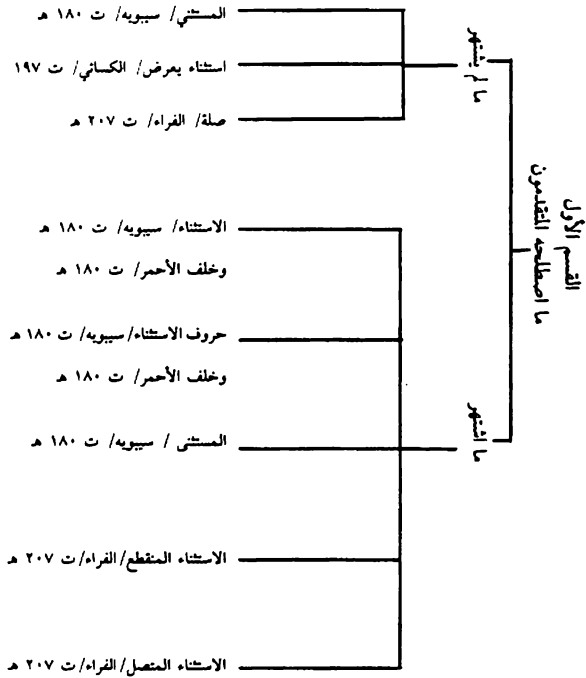 القسم الأول
ما اصطلحه المتقدمون
ما لم يشتهر
المستثني/ سيبويه/ ت ١٨٠ هـ
استثناء يعرض/ الكسائي/ ت ١٩٧
صلة/ الفراء/ ت ٢٠٧ هـ
ما اشتهر
الاستثناء/ سيبويه/ ت ١٨٠ هـ
وخلف الأحمر/ ت ١٨٠ هـ
حروف الاستثناء/ سيبويه/ ت ١٨٠ هـ
وخلف الأحمر/ ت ١٨٠ هـ
المستثنى / سيبويه/ ت ١٨٠ هـ
الاستثناء المنقطع/ الفراء/ ت ٢٠٧ هـ
الاستثناء المتصل/ الفراء/ ت ٢٠٧ هـ